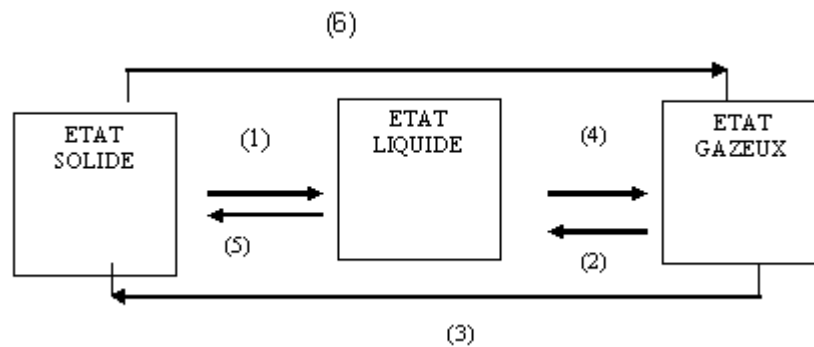 (6)
ETAT
SOLIDE
(1)
ETAT
LIQUIDE
(4)
ETAT
GAZEUX
(5)
(2)
(3)